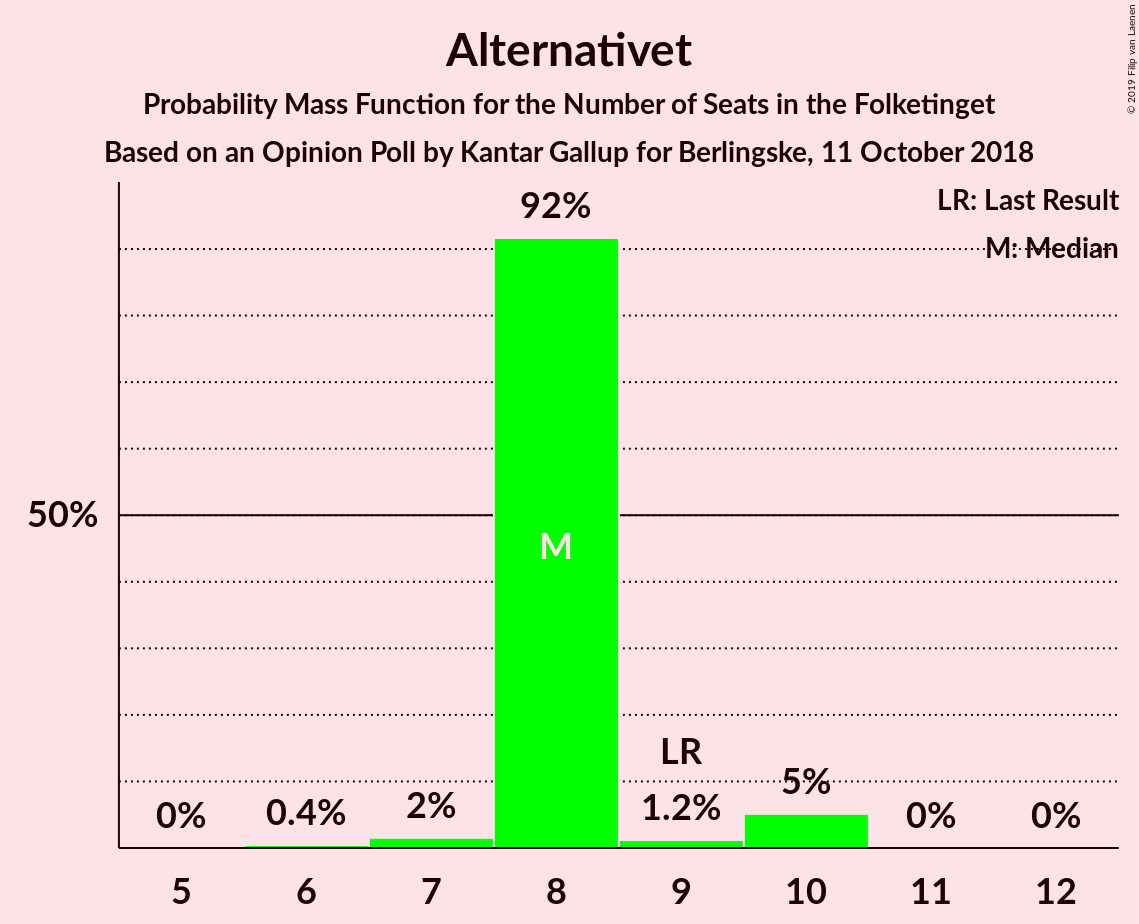 Alternativet
Probability Mass Function for the Number of Seats in the Folketinget
Based on an Opinion Poll by Kantar Gallup for Berlingske, 11 October 2018
© 2019 Filip van Laenen
LR: Last Result
M: Median
92%
50%
M
LR
0%
0.4%
2%
1.2%
5%
0%
0%
5 6 7 8 9 10 11 12